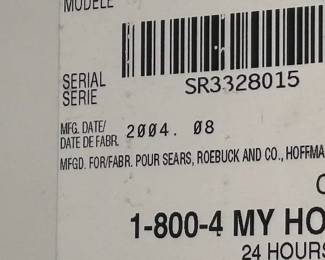 MODELE
SERIAL
SERIE
SR3328015
MFG. DATE/
DATE DE FABR.
2004. 08
MFGD. FOR/FABR. POUR SEARS, ROEBUCK AND CO., HOFFMA
1-800-4 MY HO
24 HOURS